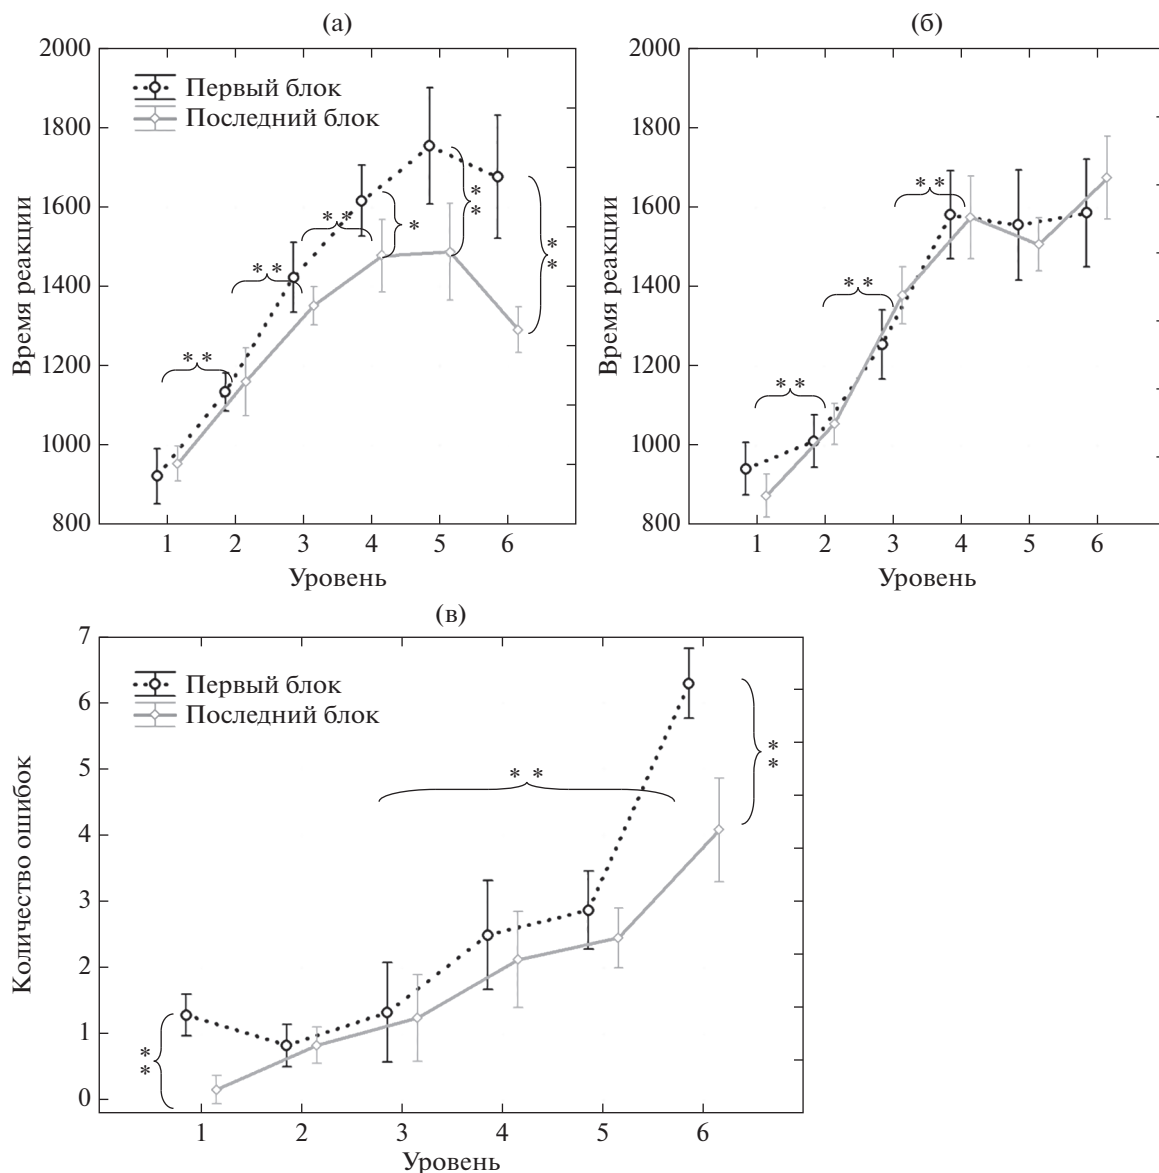 (а)
2000
1800
1600
1400
1200
1000
800
Время реакции
Первый блок
Последний блок
* *
* *
* *
*
* *
* *
1 2 3 4 5 6
Уровень
(б)
2000
1800
1600
1400
1200
1000
800
Время реакции
* *
* *
* *
1 2 3 4 5 6
Уровень
(в)
7
6
5
4
3
2
1
0
Количество ошибок
Первый блок
Последний блок
* *
* *
* *
1 2 3 4 5 6
Уровень